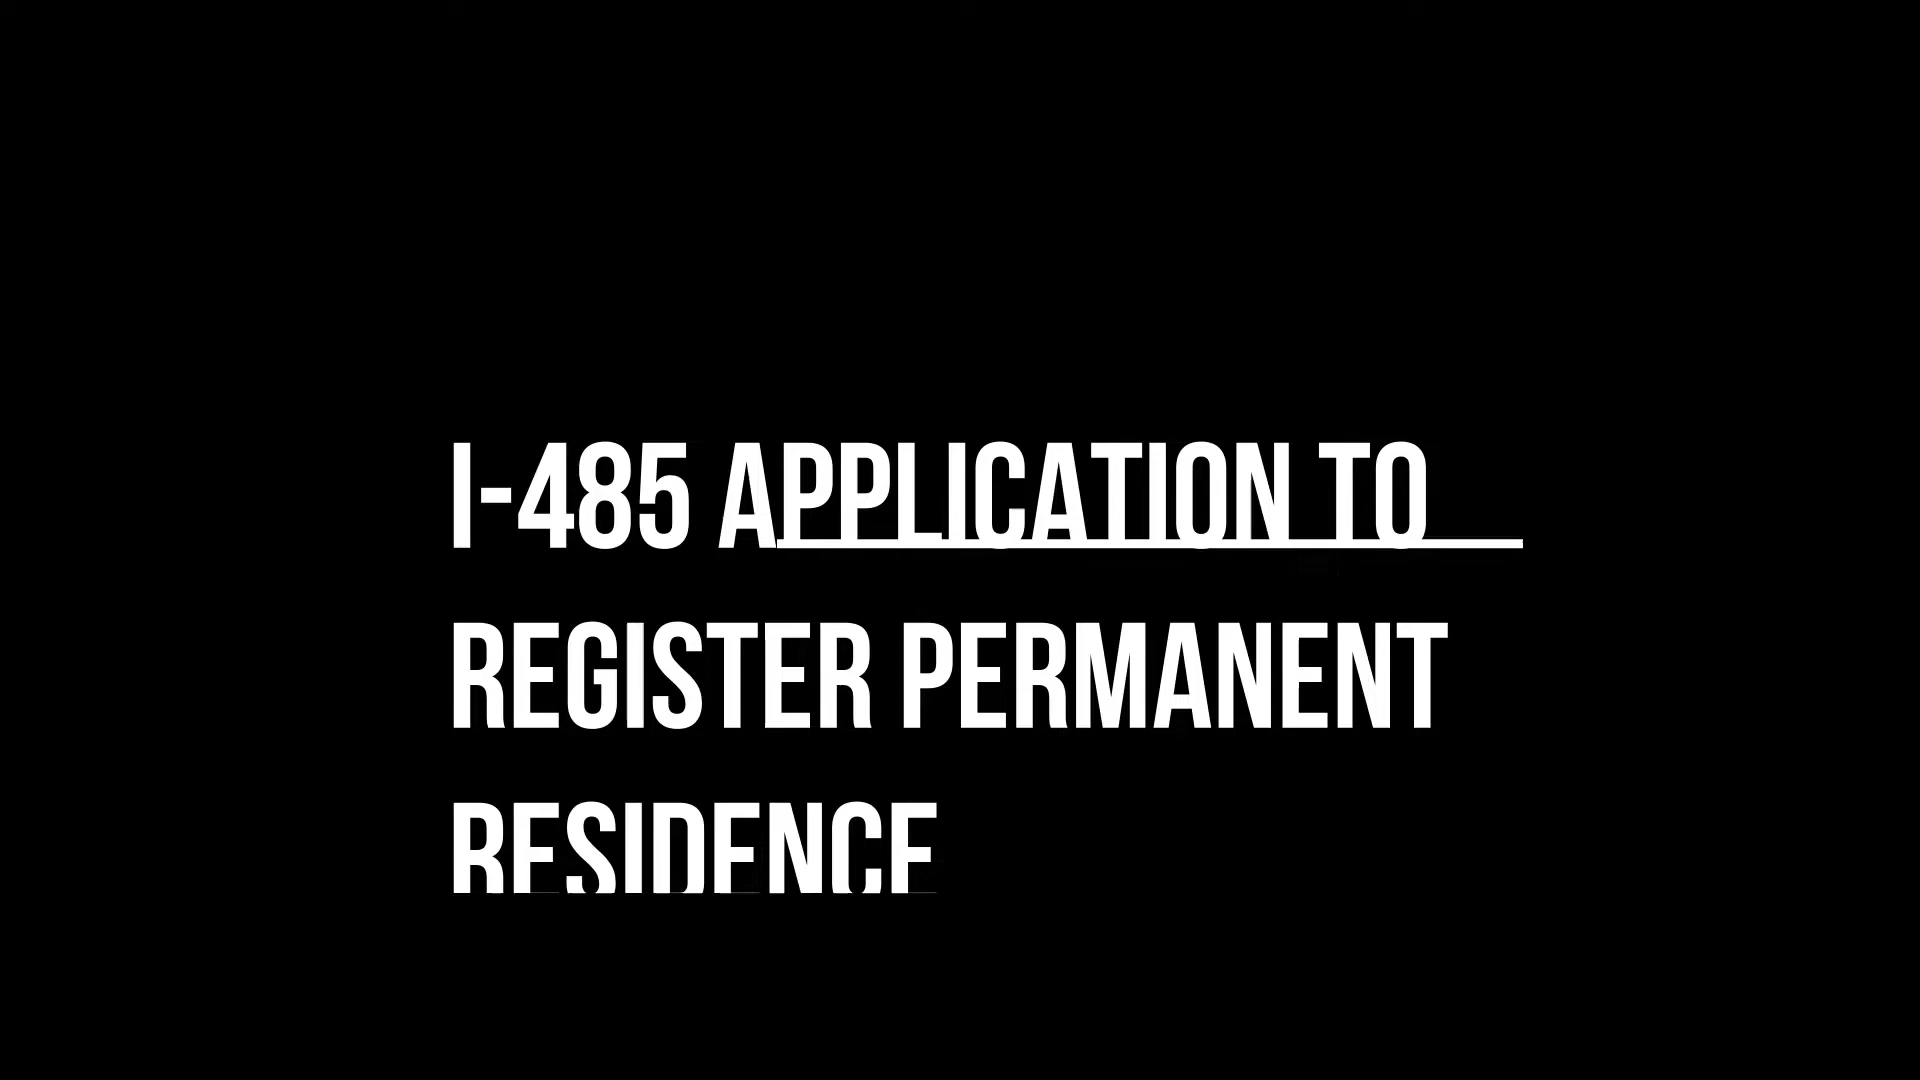 I-485 APPLICATION TO
REGISTER PERMANENT
RESIDENCE